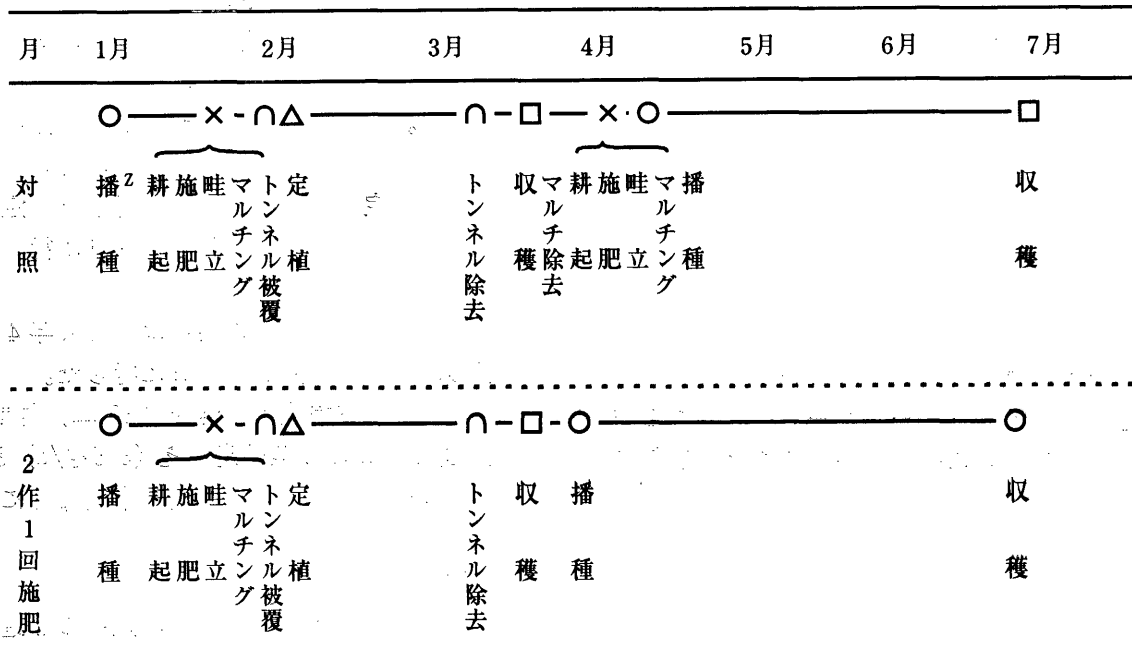 月 1月 2月 3月 4月 5月 6月 7月
対照
播種z
耕起
施肥
畦立
マルチング
トンネル被覆
定植
トンネル除去
収穫
マルチ除去
耕起
施肥
畦立
マルチング
播種
収穫
2作1回施肥
播種
耕起
施肥
畦立
マルチング
トンネル被覆
定植
トンネル除去
収穫
播種
収穫